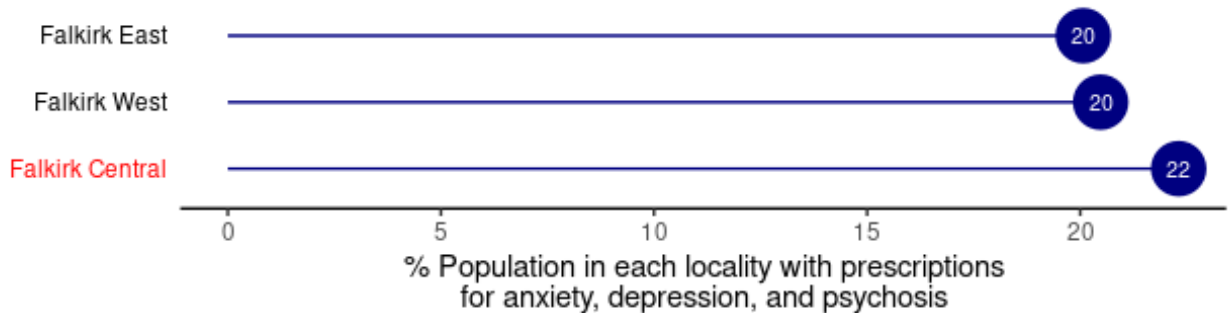 Falkirk East
20
Falkirk West
20
Falkirk Central
22
0 5 10 15 20
% Population in each locality with prescriptions
for anxiety, depression, and psychosis